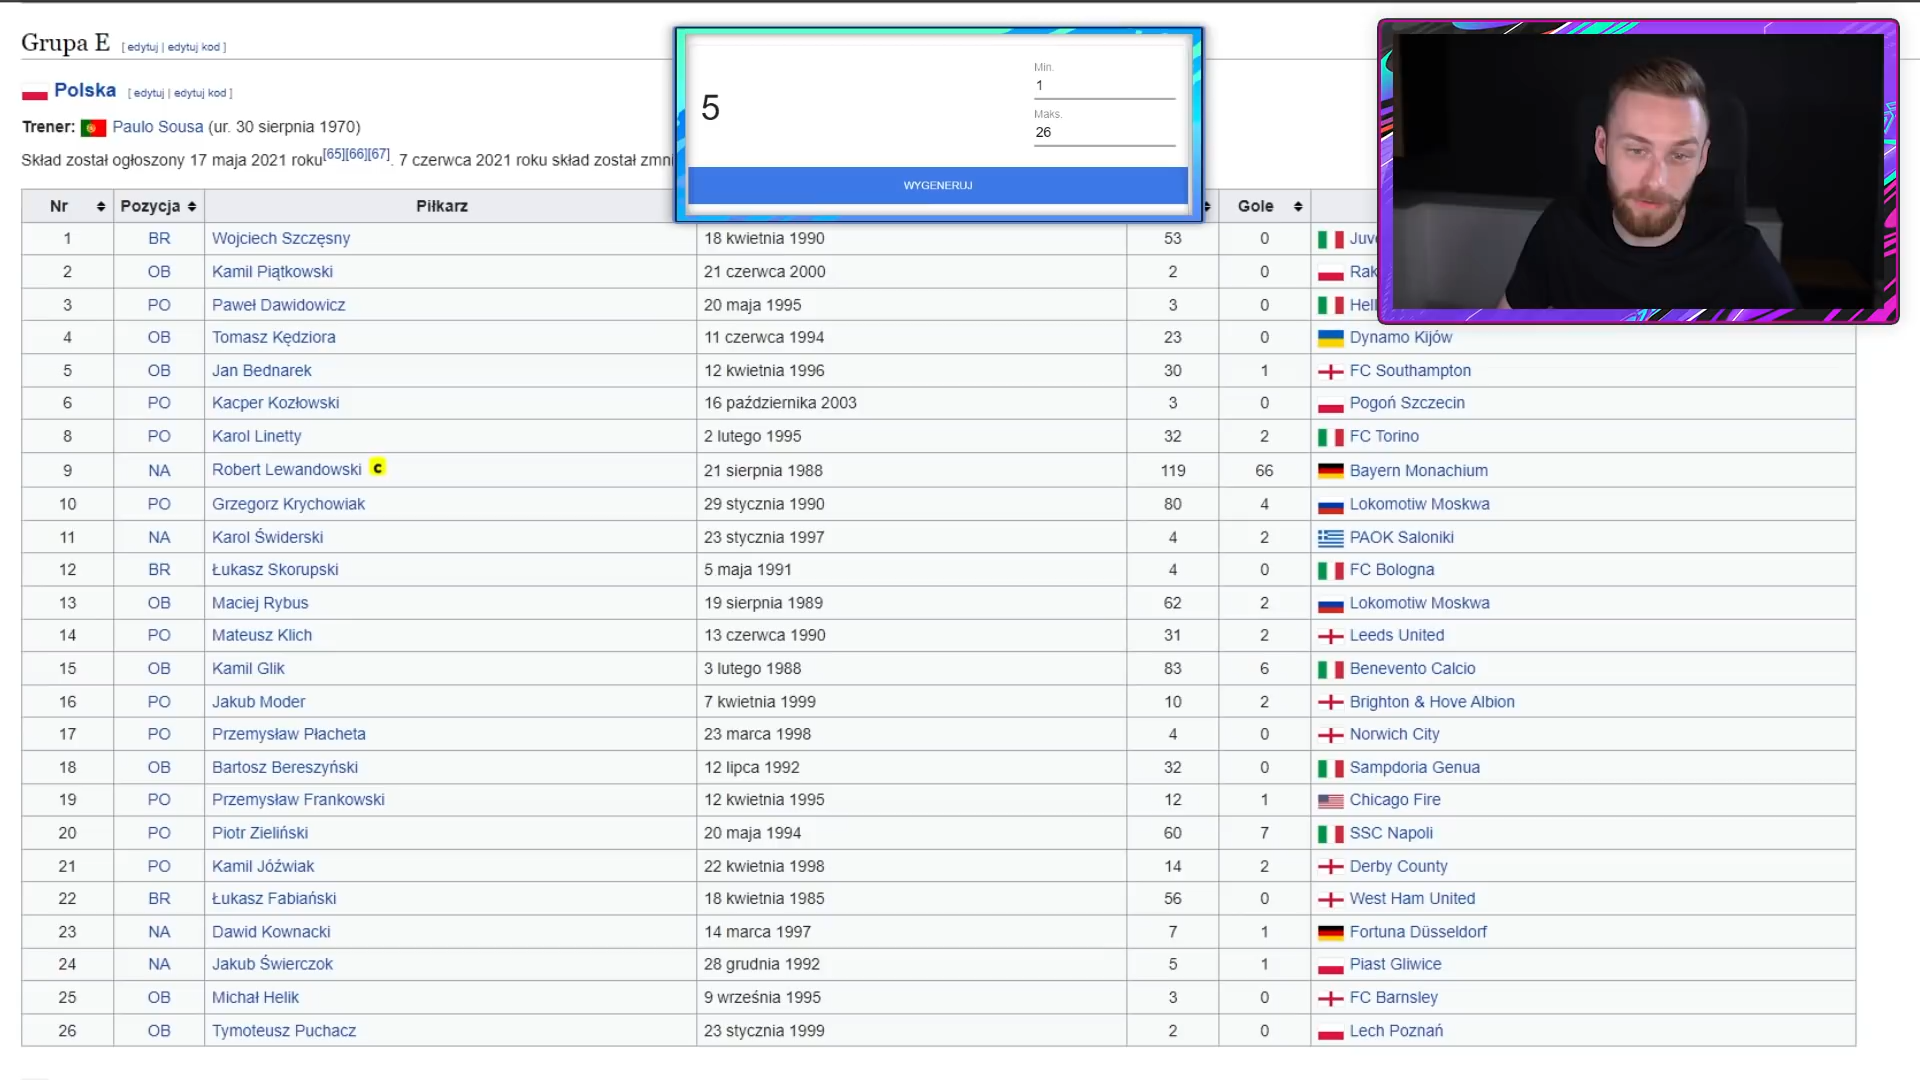 Grupa E [ edytuj | edytuj kod ]
Polska [ edytuj | edytuj kod ]
Trener: Paulo Sousa (ur. 30 sierpnia 1970)
Skład został ogłoszony 17 maja 2021 roku[65][66][67]. 7 czerwca 2021 roku skład został zmni
5
Min.
1
Maks.
26
WYGENERUJ
Nr Pozycja Piłkarz Gole
1 BR Wojciech Szczęsny 18 kwietnia 1990 53 0 Juve
2 OB Kamil Piątkowski 21 czerwca 2000 2 0 Rak
3 PO Paweł Dawidowicz 20 maja 1995 3 0 Hell
4 OB Tomasz Kędziora 11 czerwca 1994 23 0 Dynamo Kijów
5 OB Jan Bednarek 12 kwietnia 1996 30 1 FC Southampton
6 PO Kacper Kozłowski 16 października 2003 3 0 Pogoń Szczecin
8 PO Karol Linetty 2 lutego 1995 32 2 FC Torino
9 NA Robert Lewandowski C 21 sierpnia 1988 119 66 Bayern Monachium
10 PO Grzegorz Krychowiak 29 stycznia 1990 80 4 Lokomotiw Moskwa
11 NA Karol Świderski 23 stycznia 1997 4 2 PAOK Saloniki
12 BR Łukasz Skorupski 5 maja 1991 4 0 FC Bologna
13 OB Maciej Rybus 19 sierpnia 1989 62 2 Lokomotiw Moskwa
14 PO Mateusz Klich 13 czerwca 1990 31 2 Leeds United
15 OB Kamil Glik 3 lutego 1988 83 6 Benevento Calcio
16 PO Jakub Moder 7 kwietnia 1999 10 2 Brighton & Hove Albion
17 PO Przemysław Płacheta 23 marca 1998 4 0 Norwich City
18 OB Bartosz Bereszyński 12 lipca 1992 32 0 Sampdoria Genua
19 PO Przemysław Frankowski 12 kwietnia 1995 12 1 Chicago Fire
20 PO Piotr Zieliński 20 maja 1994 60 7 SSC Napoli
21 PO Kamil Jóźwiak 22 kwietnia 1998 14 2 Derby County
22 BR Łukasz Fabiański 18 kwietnia 1985 56 0 West Ham United
23 NA Dawid Kownacki 14 marca 1997 7 1 Fortuna Düsseldorf
24 NA Jakub Świerczok 28 grudnia 1992 5 1 Piast Gliwice
25 OB Michał Helik 9 września 1995 3 0 FC Barnsley
26 OB Tymoteusz Puchacz 23 stycznia 1999 2 0 Lech Poznań